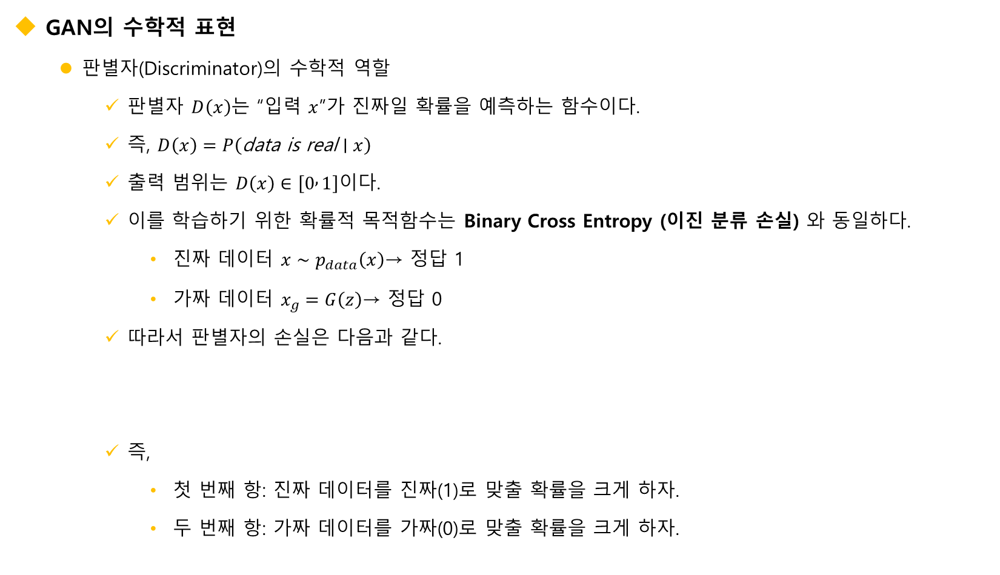 GAN의 수학적 표현
판별자(Discriminator)의 수학적 역할
판별자 D(x)는 “입력 x”가 진짜일 확률을 예측하는 함수이다.
즉, D(x) = P(data is real | x)
출력 범위는 D(x) ∈ [0, 1]이다.
이를 학습하기 위한 확률적 목적함수는 Binary Cross Entropy (이진 분류 손실) 와 동일하다.
진짜 데이터 x ~ p_data(x)→ 정답 1
가짜 데이터 x_g = G(z)→ 정답 0
따라서 판별자의 손실은 다음과 같다.
즉,
첫 번째 항: 진짜 데이터를 진짜(1)로 맞출 확률을 크게 하자.
두 번째 항: 가짜 데이터를 가짜(0)로 맞출 확률을 크게 하자.